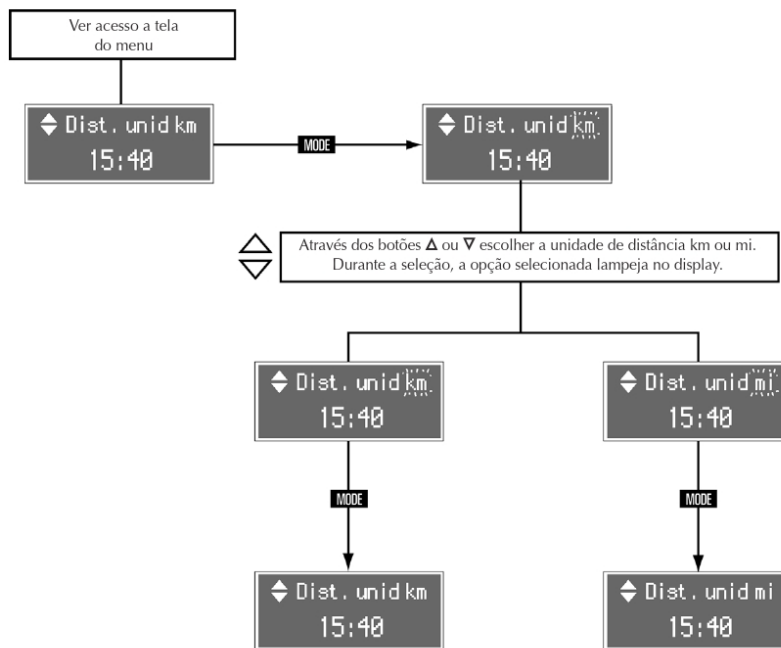 Ver acesso a tela
do menu
Dist. unid km
15:40
MODE
Dist. unid km
15:40
Através dos botões Δ ou ∇ escolher a unidade de distância km ou mi.
Durante a seleção, a opção selecionada lampeja no display.
Dist. unid km
15:40
Dist. unid mi
15:40
MODE
MODE
Dist. unid km
15:40
Dist. unid mi
15:40